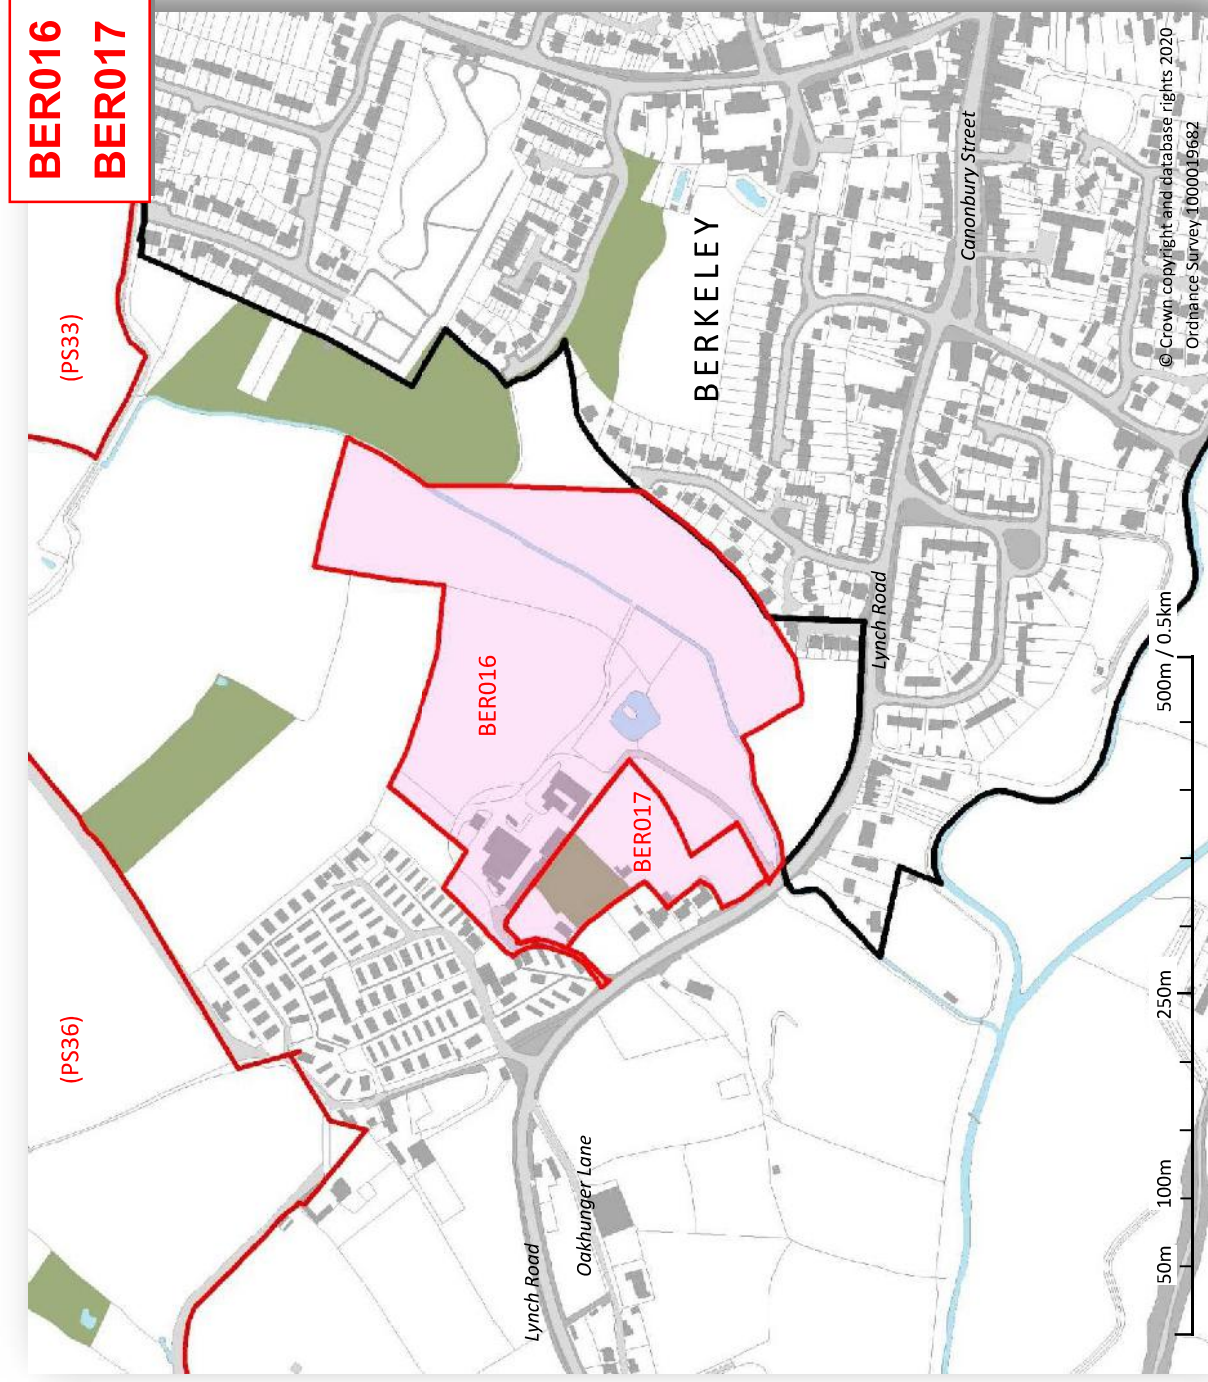 BER016
BER017
(PS33)
(PS36)
BER016
BER017
BERKELEY
Canonbury Street
Lynch Road
Lynch Road
Oakhunger Lane
50m
100m
250m
500m / 0.5km
© Crown copyright and database rights 2020
Ordnance Survey 1000019682